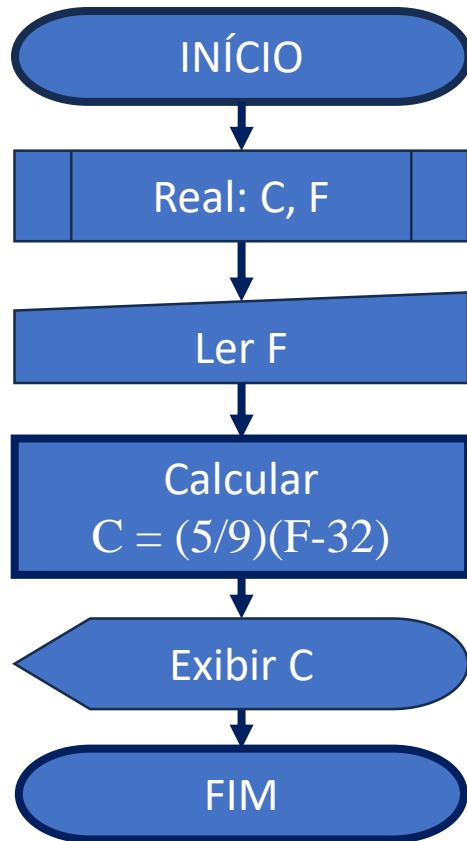 INÍCIO
Real: C, F
Ler F
Calcular
C = (5/9)(F-32)
Exibir C
FIM